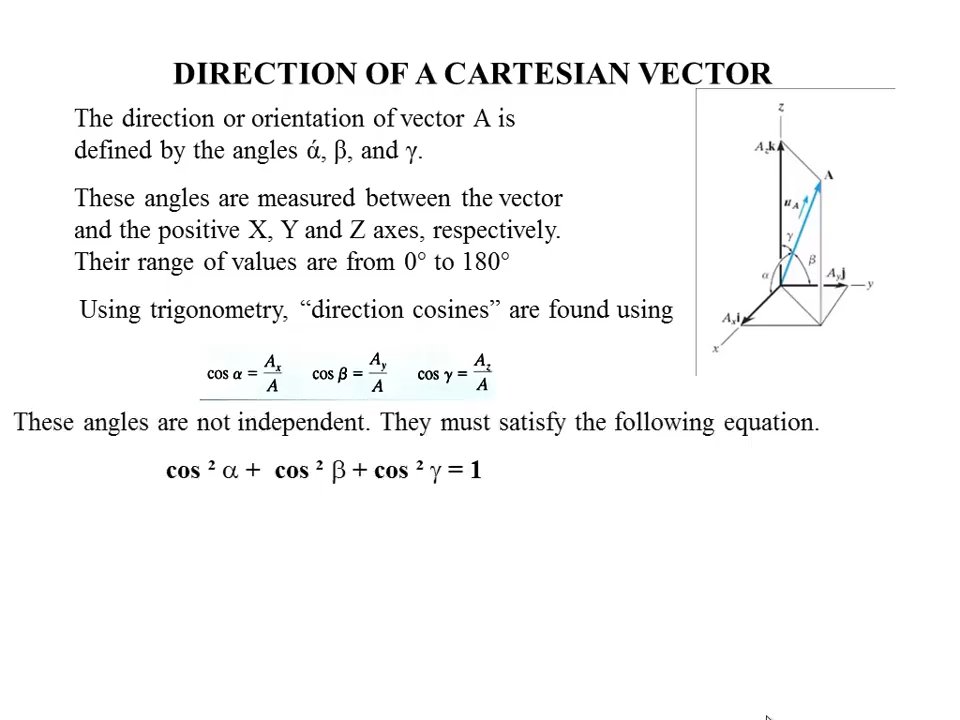 DIRECTION OF A CARTESIAN VECTOR
The direction or orientation of vector A is
defined by the angles ά, β, and γ.
These angles are measured between the vector
and the positive X, Y and Z axes, respectively.
Their range of values are from 0° to 180°
Using trigonometry, “direction cosines” are found using
cos α = Ax/A cos β = Ay/A cos γ = Az/A
These angles are not independent. They must satisfy the following equation.
cos ² α + cos ² β + cos ² γ = 1
z
Azk
A
uA
γ
β
α
Ayj
y
Axi
x